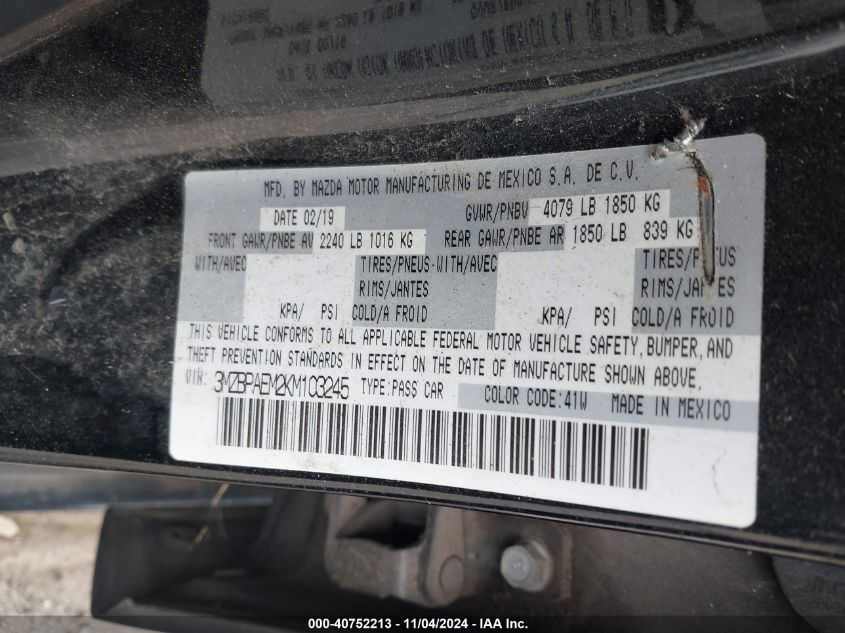 MFD. BY MAZDA MOTOR MANUFACTURING DE MEXICO S.A. DE C.V.
DATE 02/19 GVWR/PNBV 4079 LB 1850 KG
FRONT GAWR/PNBE AV 2240 LB 1016 KG REAR GAWR/PNBE AR 1850 LB 839 KG
WITH/AVEC TIRES/PNEUS WITH/AVEC TIRES/PNEUS
RIMS/JANTES RIMS/JANTES
KPA/ PSI COLD/A FROID KPA/ PSI COLD/A FROID
THIS VEHICLE CONFORMS TO ALL APPLICABLE FEDERAL MOTOR VEHICLE SAFETY, BUMPER, AND
THEFT PREVENTION STANDARDS IN EFFECT ON THE DATE OF MANUFACTURE SHOWN ABOVE.
VIN: 3MZBPAEM2KM103245 TYPE:PASS CAR COLOR CODE:41W MADE IN MEXICO
000-40752213 - 11/04/2024 - IAA Inc.